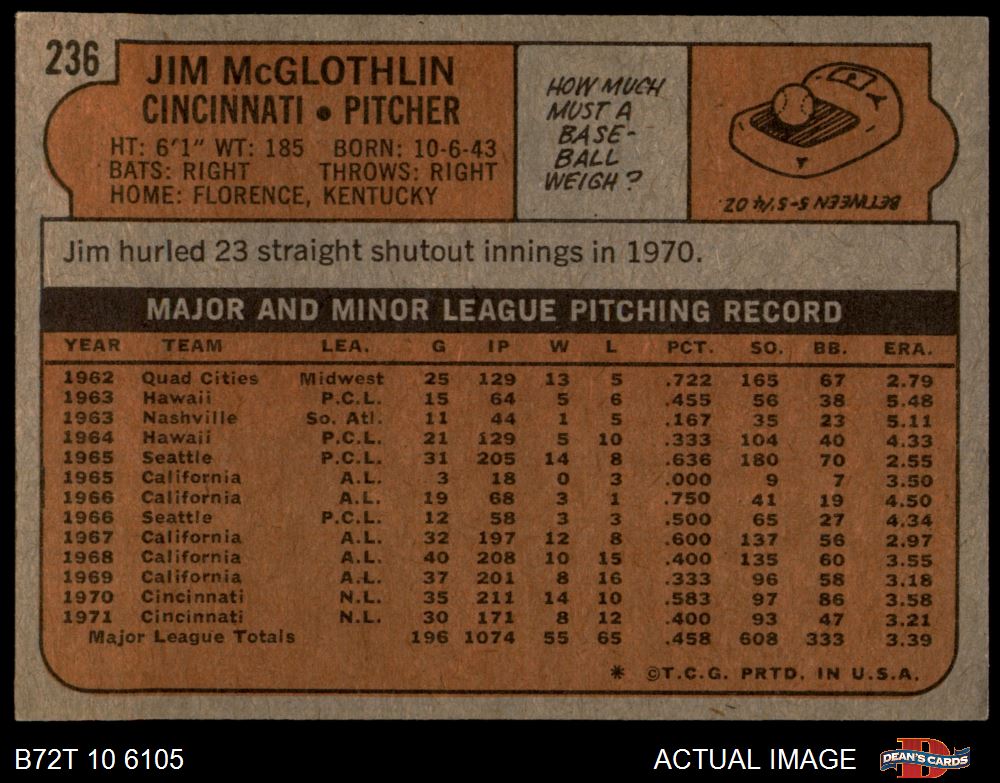 236
JIM McGLOTHLIN
CINCINNATI • PITCHER
HT: 6'1" WT: 185 BORN: 10-6-43
BATS: RIGHT THROWS: RIGHT
HOME: FLORENCE, KENTUCKY
HOW MUCH
MUST A
BASE-
BALL
WEIGH?
BETWEEN 5-5¼ OZ.
Jim hurled 23 straight shutout innings in 1970.
MAJOR AND MINOR LEAGUE PITCHING RECORD
YEAR TEAM LEA. G IP W L PCT. SO. BB. ERA.
1962 Quad Cities Midwest 25 129 13 5 .722 165 67 2.79
1963 Hawaii P.C.L. 15 64 5 6 .455 56 38 5.48
1963 Nashville So. Atl. 11 44 1 5 .167 35 23 5.11
1964 Hawaii P.C.L. 21 129 5 10 .333 104 40 4.33
1965 Seattle P.C.L. 31 205 14 8 .636 180 70 2.55
1965 California A.L. 3 18 0 3 .000 9 7 3.50
1966 California A.L. 19 68 3 1 .750 41 19 4.50
1966 Seattle P.C.L. 12 58 3 3 .500 65 27 4.34
1967 California A.L. 32 197 12 8 .600 137 56 2.97
1968 California A.L. 40 208 10 15 .400 135 60 3.55
1969 California A.L. 37 201 8 16 .333 96 58 3.18
1970 Cincinnati N.L. 35 211 14 10 .583 97 86 3.58
1971 Cincinnati N.L. 30 171 8 12 .400 93 47 3.21
Major League Totals 196 1074 55 65 .458 608 333 3.39
* ©T.C.G. PRTD. IN U.S.A.
B72T 10 6105 ACTUAL IMAGE DEAN'S CARDS